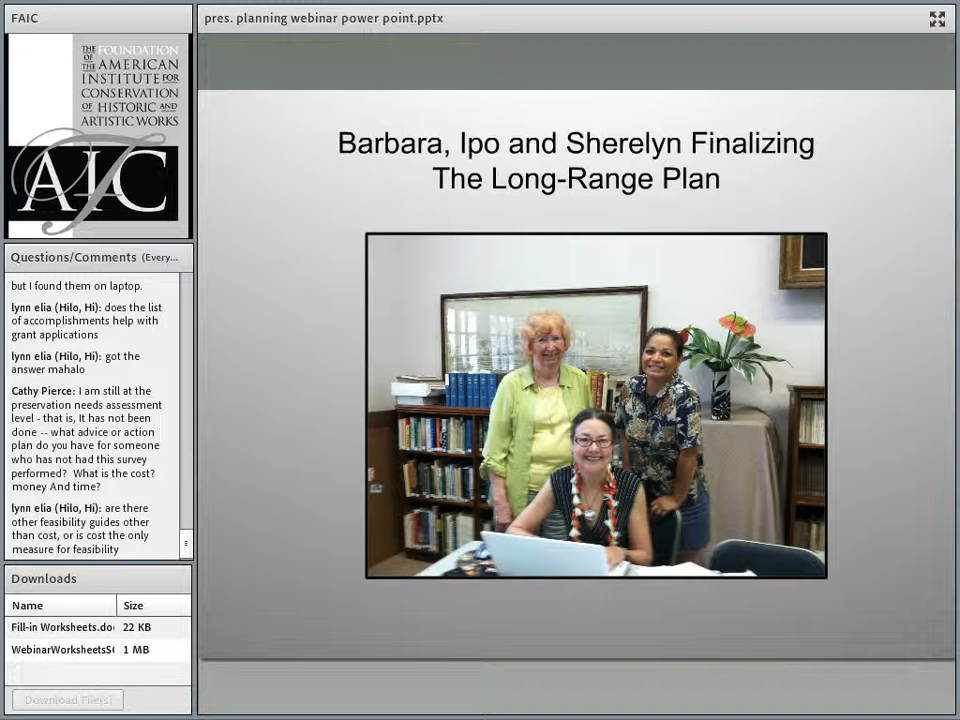 FAIC
pres. planning webinar power point.pptx
THE FOUNDATION
OF
THE AMERICAN
INSTITUTE FOR
CONSERVATION
OF HISTORIC AND
ARTISTIC WORKS
AIC
Barbara, Ipo and Sherelyn Finalizing
The Long-Range Plan
Questions/Comments (Every...
but I found them on laptop.
lynn elia (Hilo, Hi): does the list
of accomplishments help with
grant applications
lynn elia (Hilo, Hi): got the
answer mahalo
Cathy Pierce: I am still at the
preservation needs assessment
level - that is, It has not been
done -- what advice or action
plan do you have for someone
who has not had this survey
performed? What is the cost?
money And time?
lynn elia (Hilo, Hi): are there
other feasibility guides other
than cost, or is cost the only
measure for feasibility
Downloads
Name Size
Fill-in Worksheets.do 22 KB
WebinarWorksheetsS 1 MB
Download File(s)